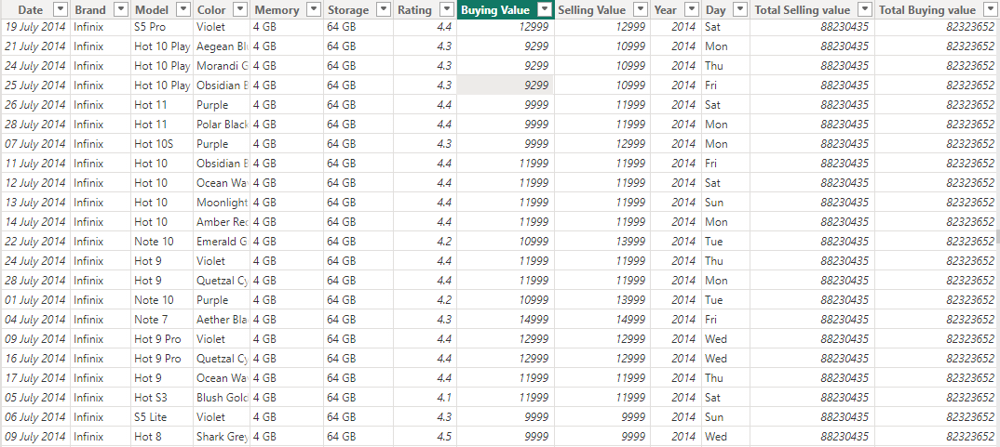 Date Brand Model Color Memory Storage Rating Buying Value Selling Value Year Day Total Selling value Total Buying value
19 July 2014 Infinix S5 Pro Violet 4 GB 64 GB 4.4 12999 12999 2014 Sat 88230435 82323652
21 July 2014 Infinix Hot 10 Play Aegean Bl 4 GB 64 GB 4.3 9299 10999 2014 Mon 88230435 82323652
24 July 2014 Infinix Hot 10 Play Morandi G 4 GB 64 GB 4.3 9299 10999 2014 Thu 88230435 82323652
25 July 2014 Infinix Hot 10 Play Obsidian B 4 GB 64 GB 4.3 9299 10999 2014 Fri 88230435 82323652
26 July 2014 Infinix Hot 11 Purple 4 GB 64 GB 4.4 9999 11999 2014 Sat 88230435 82323652
28 July 2014 Infinix Hot 11 Polar Black 4 GB 64 GB 4.4 9999 11999 2014 Mon 88230435 82323652
07 July 2014 Infinix Hot 10S Purple 4 GB 64 GB 4.3 9999 12999 2014 Mon 88230435 82323652
11 July 2014 Infinix Hot 10 Obsidian B 4 GB 64 GB 4.4 11999 11999 2014 Fri 88230435 82323652
12 July 2014 Infinix Hot 10 Ocean Wa 4 GB 64 GB 4.4 11999 11999 2014 Sat 88230435 82323652
13 July 2014 Infinix Hot 10 Moonlight 4 GB 64 GB 4.4 11999 11999 2014 Sun 88230435 82323652
14 July 2014 Infinix Hot 10 Amber Rec 4 GB 64 GB 4.4 11999 11999 2014 Mon 88230435 82323652
22 July 2014 Infinix Note 10 Emerald G 4 GB 64 GB 4.2 10999 13999 2014 Tue 88230435 82323652
24 July 2014 Infinix Hot 9 Violet 4 GB 64 GB 4.4 11999 11999 2014 Thu 88230435 82323652
28 July 2014 Infinix Hot 9 Quetzal Cy 4 GB 64 GB 4.4 11999 11999 2014 Mon 88230435 82323652
01 July 2014 Infinix Note 10 Purple 4 GB 64 GB 4.2 10999 13999 2014 Tue 88230435 82323652
04 July 2014 Infinix Note 7 Aether Bla 4 GB 64 GB 4.3 14999 14999 2014 Fri 88230435 82323652
09 July 2014 Infinix Hot 9 Pro Violet 4 GB 64 GB 4.4 12999 12999 2014 Wed 88230435 82323652
16 July 2014 Infinix Hot 9 Pro Quetzal Cy 4 GB 64 GB 4.4 12999 12999 2014 Wed 88230435 82323652
17 July 2014 Infinix Hot 9 Ocean Wa 4 GB 64 GB 4.4 11999 11999 2014 Thu 88230435 82323652
05 July 2014 Infinix Hot S3 Blush Gold 4 GB 64 GB 4.1 11999 11999 2014 Sat 88230435 82323652
06 July 2014 Infinix S5 Lite Violet 4 GB 64 GB 4.3 9999 9999 2014 Sun 88230435 82323652
09 July 2014 Infinix Hot 8 Shark Grey 4 GB 64 GB 4.5 9999 9999 2014 Wed 88230435 82323652